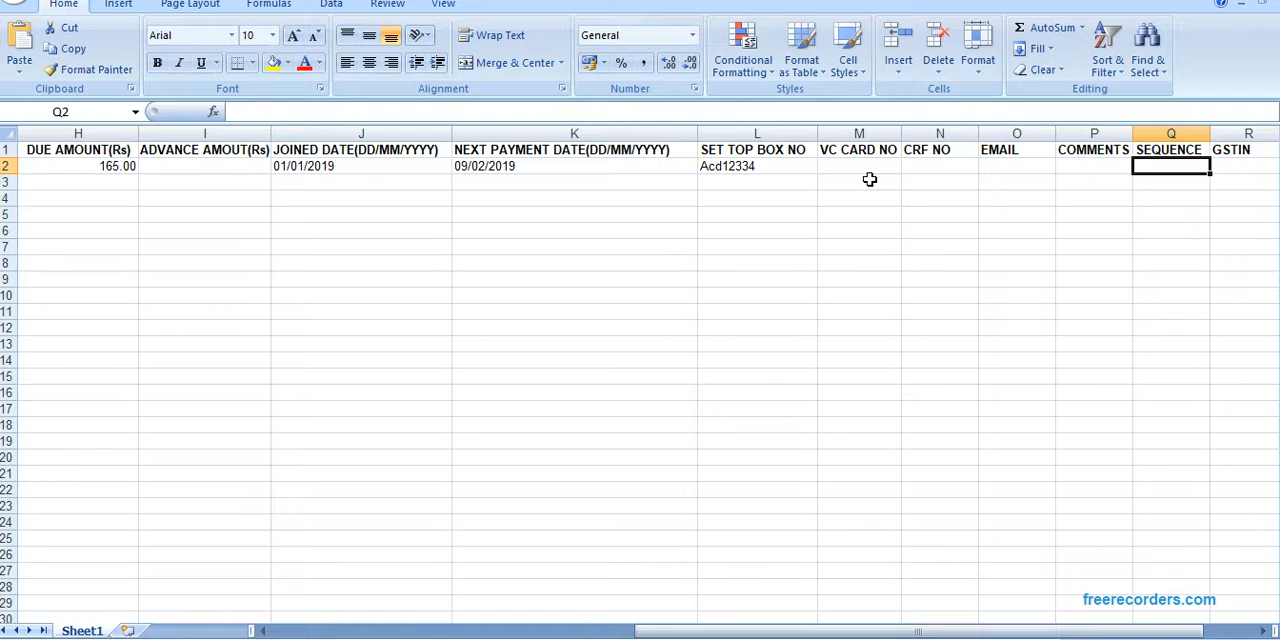 Home Insert Page Layout Formulas Data Review View
Paste
Cut
Copy
Format Painter
Clipboard
Arial 10
B I U
Font
Wrap Text
Merge & Center
Alignment
General
% ,
Number
Conditional Formatting
Format as Table
Cell Styles
Styles
Insert
Delete
Format
Cells
Σ AutoSum
Fill
Clear
Sort & Filter
Find & Select
Editing
Q2 fx
H I J K L M N O P Q R
1 DUE AMOUNT(Rs) ADVANCE AMOUT(Rs) JOINED DATE(DD/MM/YYYY) NEXT PAYMENT DATE(DD/MM/YYYY) SET TOP BOX NO VC CARD NO CRF NO EMAIL COMMENTS SEQUENCE GSTIN
2 165.00 01/01/2019 09/02/2019 Acd12334
3
4
5
6
7
8
9
10
11
12
13
14
15
16
17
18
19
20
21
22
23
24
25
26
27
28
29
30
freerecorders.com
Sheet1